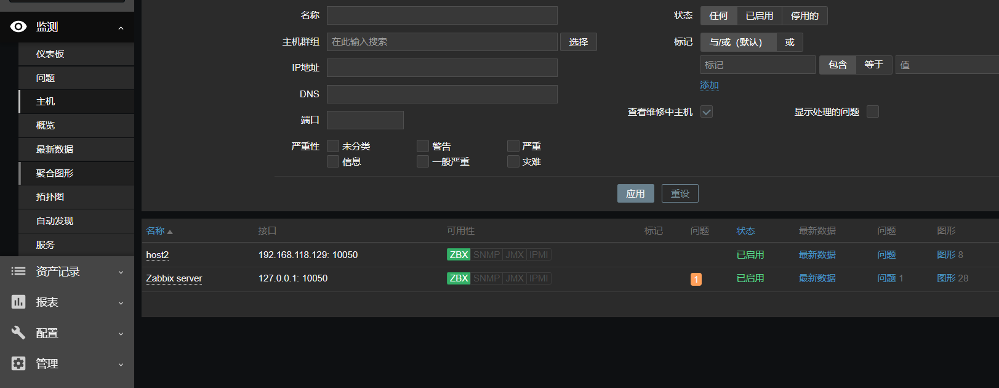 监测
仪表板
问题
主机
概览
最新数据
聚合图形
拓扑图
自动发现
服务
资产记录
报表
配置
管理
名称
主机群组 在此输入搜索 选择
IP地址
DNS
端口
严重性 未分类 警告 严重
信息 一般严重 灾难
状态 任何 已启用 停用的
标记 与/或（默认） 或
标记 包含 等于 值
添加
查看维修中主机 显示处理的问题
应用 重设
名称 接口 可用性 标记 问题 状态 最新数据 问题 图形
host2 192.168.118.129: 10050 ZBX SNMP JMX IPMI 已启用 最新数据 问题 图形 8
Zabbix server 127.0.0.1: 10050 ZBX SNMP JMX IPMI 1 已启用 最新数据 问题 1 图形 28